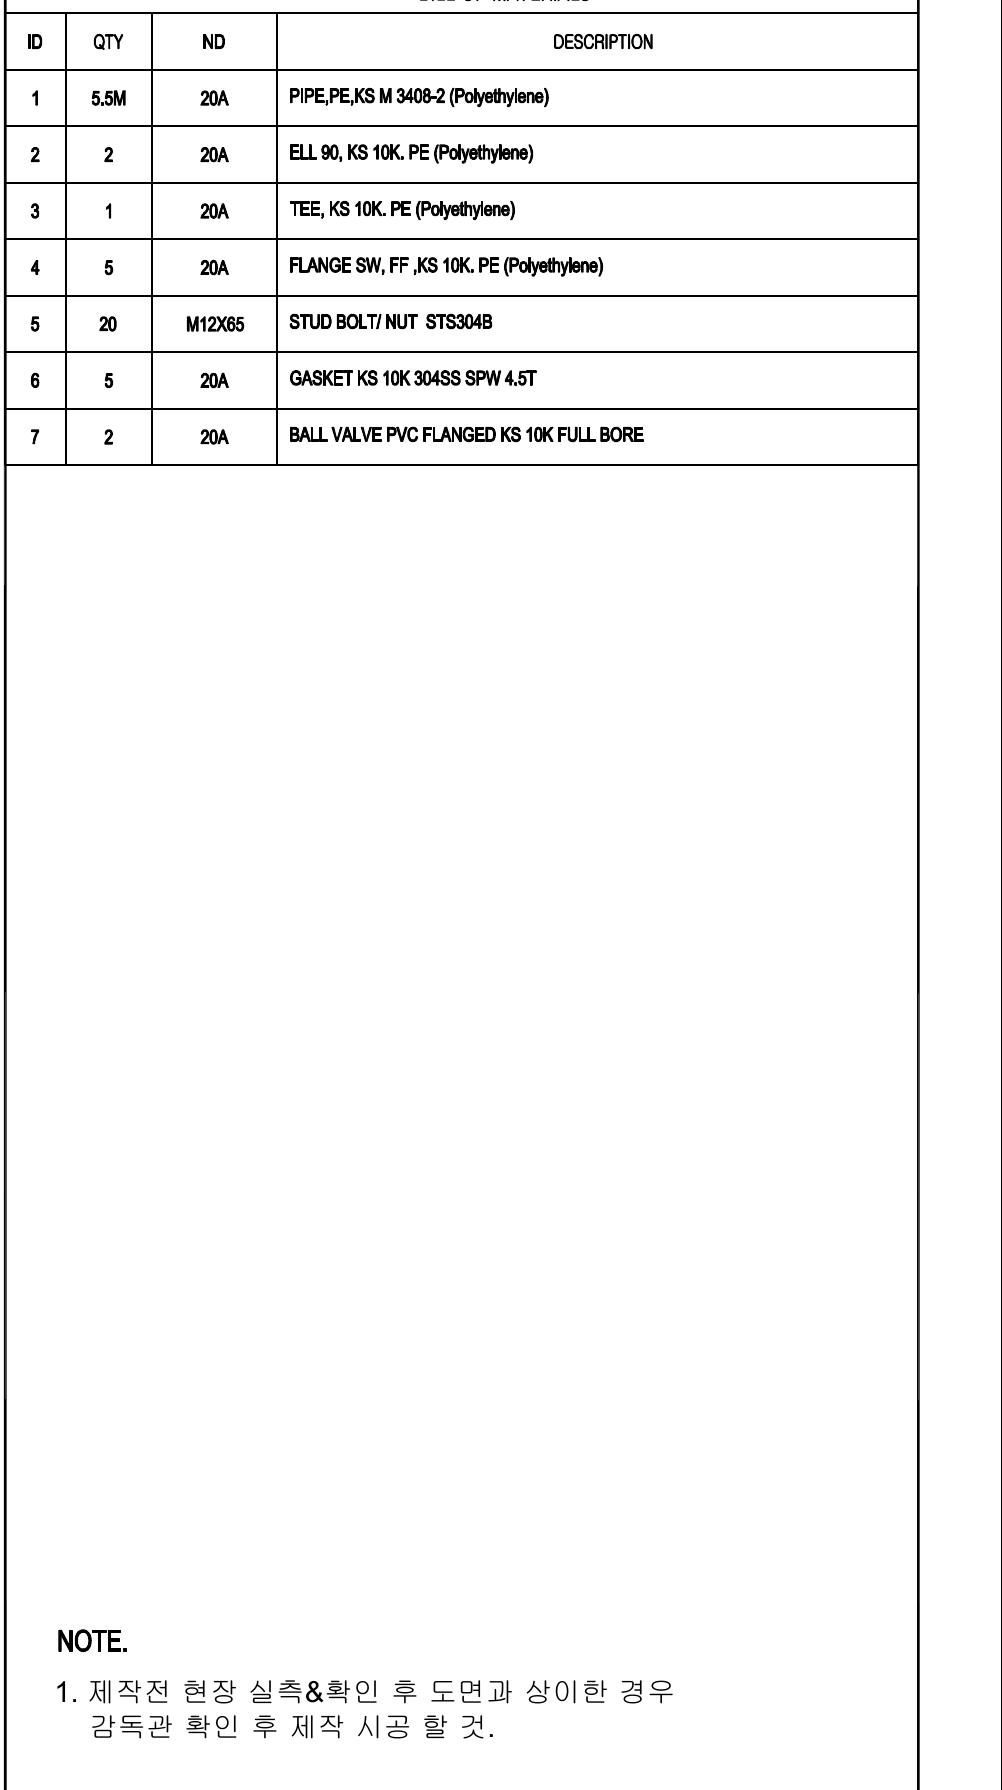 ID QTY ND DESCRIPTION
1 5.5M 20A PIPE,PE,KS M 3408-2 (Polyethylene)
2 2 20A ELL 90, KS 10K. PE (Polyethylene)
3 1 20A TEE, KS 10K. PE (Polyethylene)
4 5 20A FLANGE SW, FF ,KS 10K. PE (Polyethylene)
5 20 M12X65 STUD BOLT/ NUT STS304B
6 5 20A GASKET KS 10K 304SS SPW 4.5T
7 2 20A BALL VALVE PVC FLANGED KS 10K FULL BORE
NOTE.
1. 제작전 현장 실측&확인 후 도면과 상이한 경우
감독관 확인 후 제작 시공 할 것.